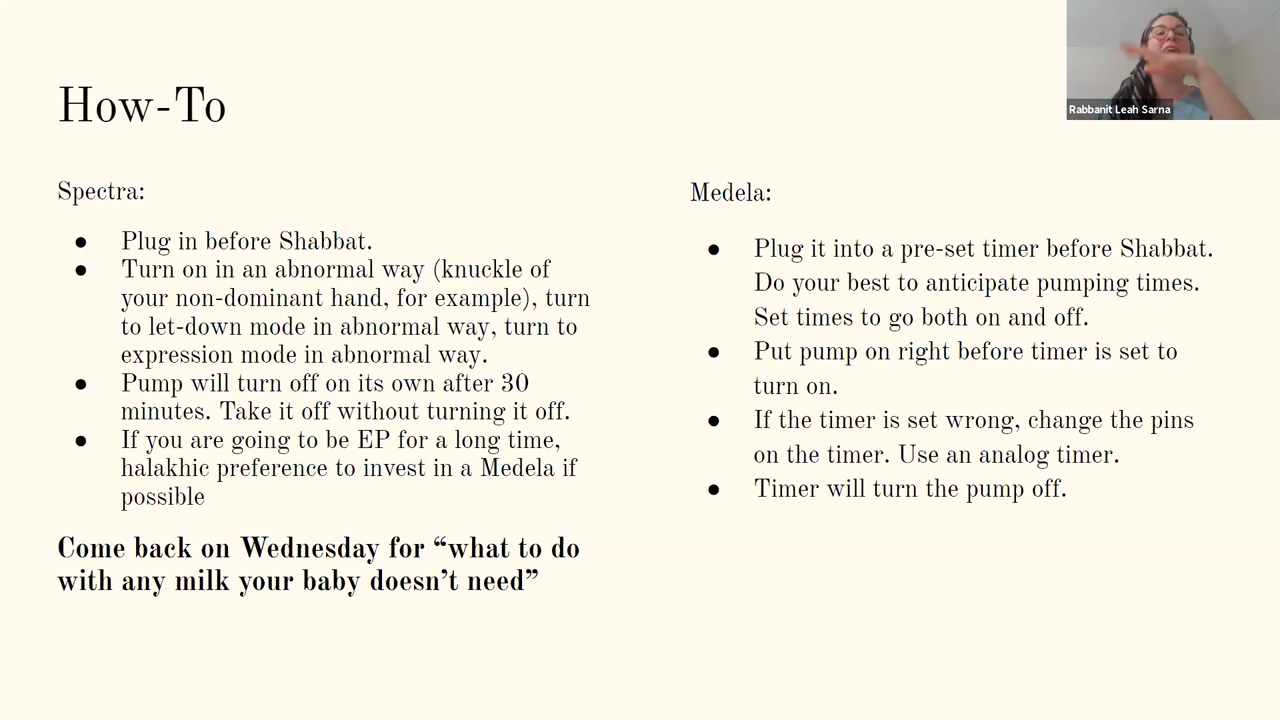 How-To
Rabbanit Leah Sarna
Spectra:
● Plug in before Shabbat.
● Turn on in an abnormal way (knuckle of
your non-dominant hand, for example), turn
to let-down mode in abnormal way, turn to
expression mode in abnormal way.
● Pump will turn off on its own after 30
minutes. Take it off without turning it off.
● If you are going to be EP for a long time,
halakhic preference to invest in a Medela if
possible
Come back on Wednesday for “what to do
with any milk your baby doesn’t need”
Medela:
● Plug it into a pre-set timer before Shabbat.
Do your best to anticipate pumping times.
Set times to go both on and off.
● Put pump on right before timer is set to
turn on.
● If the timer is set wrong, change the pins
on the timer. Use an analog timer.
● Timer will turn the pump off.